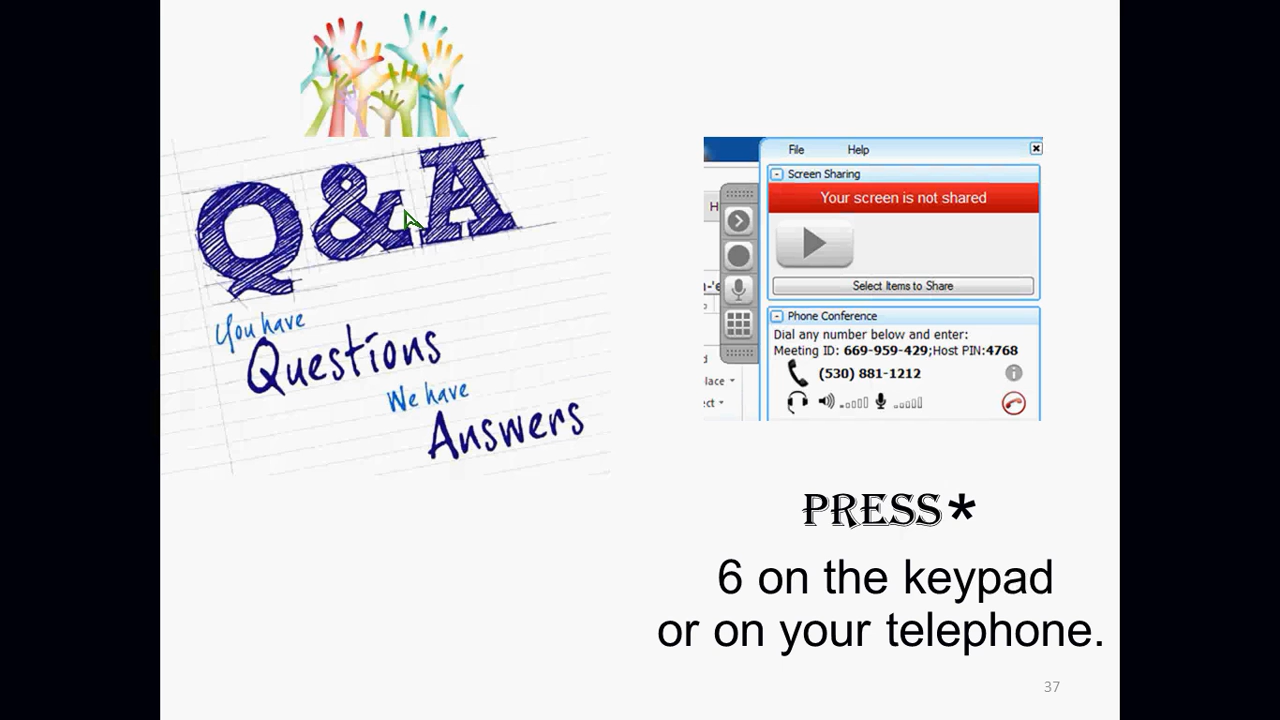 Q&A
You have
Questions
We have
Answers
File Help
Screen Sharing
Your screen is not shared
H
Select Items to Share
Phone Conference
Dial any number below and enter:
Meeting ID: 669-959-429;Host PIN:4768
(530) 881-1212
d
lace
ect
PRESS*
6 on the keypad
or on your telephone.
37